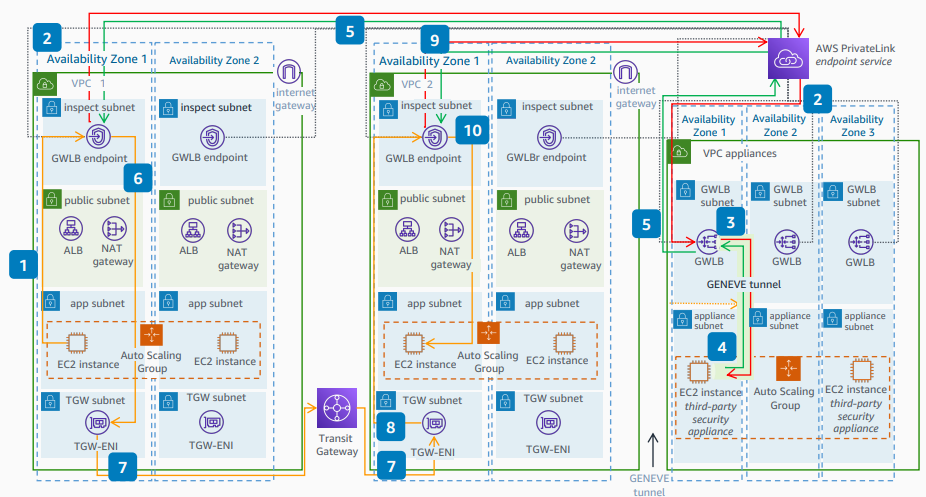 2
5
9
AWS PrivateLink
endpoint service
Availability Zone 1
Availability Zone 2
VPC 1
internet
gateway
inspect subnet
inspect subnet
GWLB endpoint
GWLB endpoint
6
public subnet
public subnet
ALB
NAT
gateway
ALB
NAT
gateway
1
app subnet
app subnet
EC2 instance
Auto Scaling
Group
EC2 instance
TGW subnet
TGW subnet
TGW-ENI
TGW-ENI
7
Transit
Gateway
Availability Zone 1
Availability Zone 2
VPC 2
internet
gateway
inspect subnet
inspect subnet
10
GWLB endpoint
GWLBr endpoint
public subnet
public subnet
ALB
NAT
gateway
ALB
NAT
gateway
app subnet
app subnet
EC2 instance
Auto Scaling
Group
EC2 instance
TGW subnet
TGW subnet
8
TGW-ENI
TGW-ENI
7
2
Availability
Zone 1
Availability
Zone 2
Availability
Zone 3
VPC appliances
GWLB
subnet
GWLB
subnet
GWLB
subnet
5
3
GWLB
GWLB
GWLB
GENEVE tunnel
appliance
subnet
appliance
subnet
appliance
subnet
4
EC2 instance
third-party
security
appliance
Auto Scaling
Group
EC2 instance
third-party
security
appliance
GENEVE
tunnel